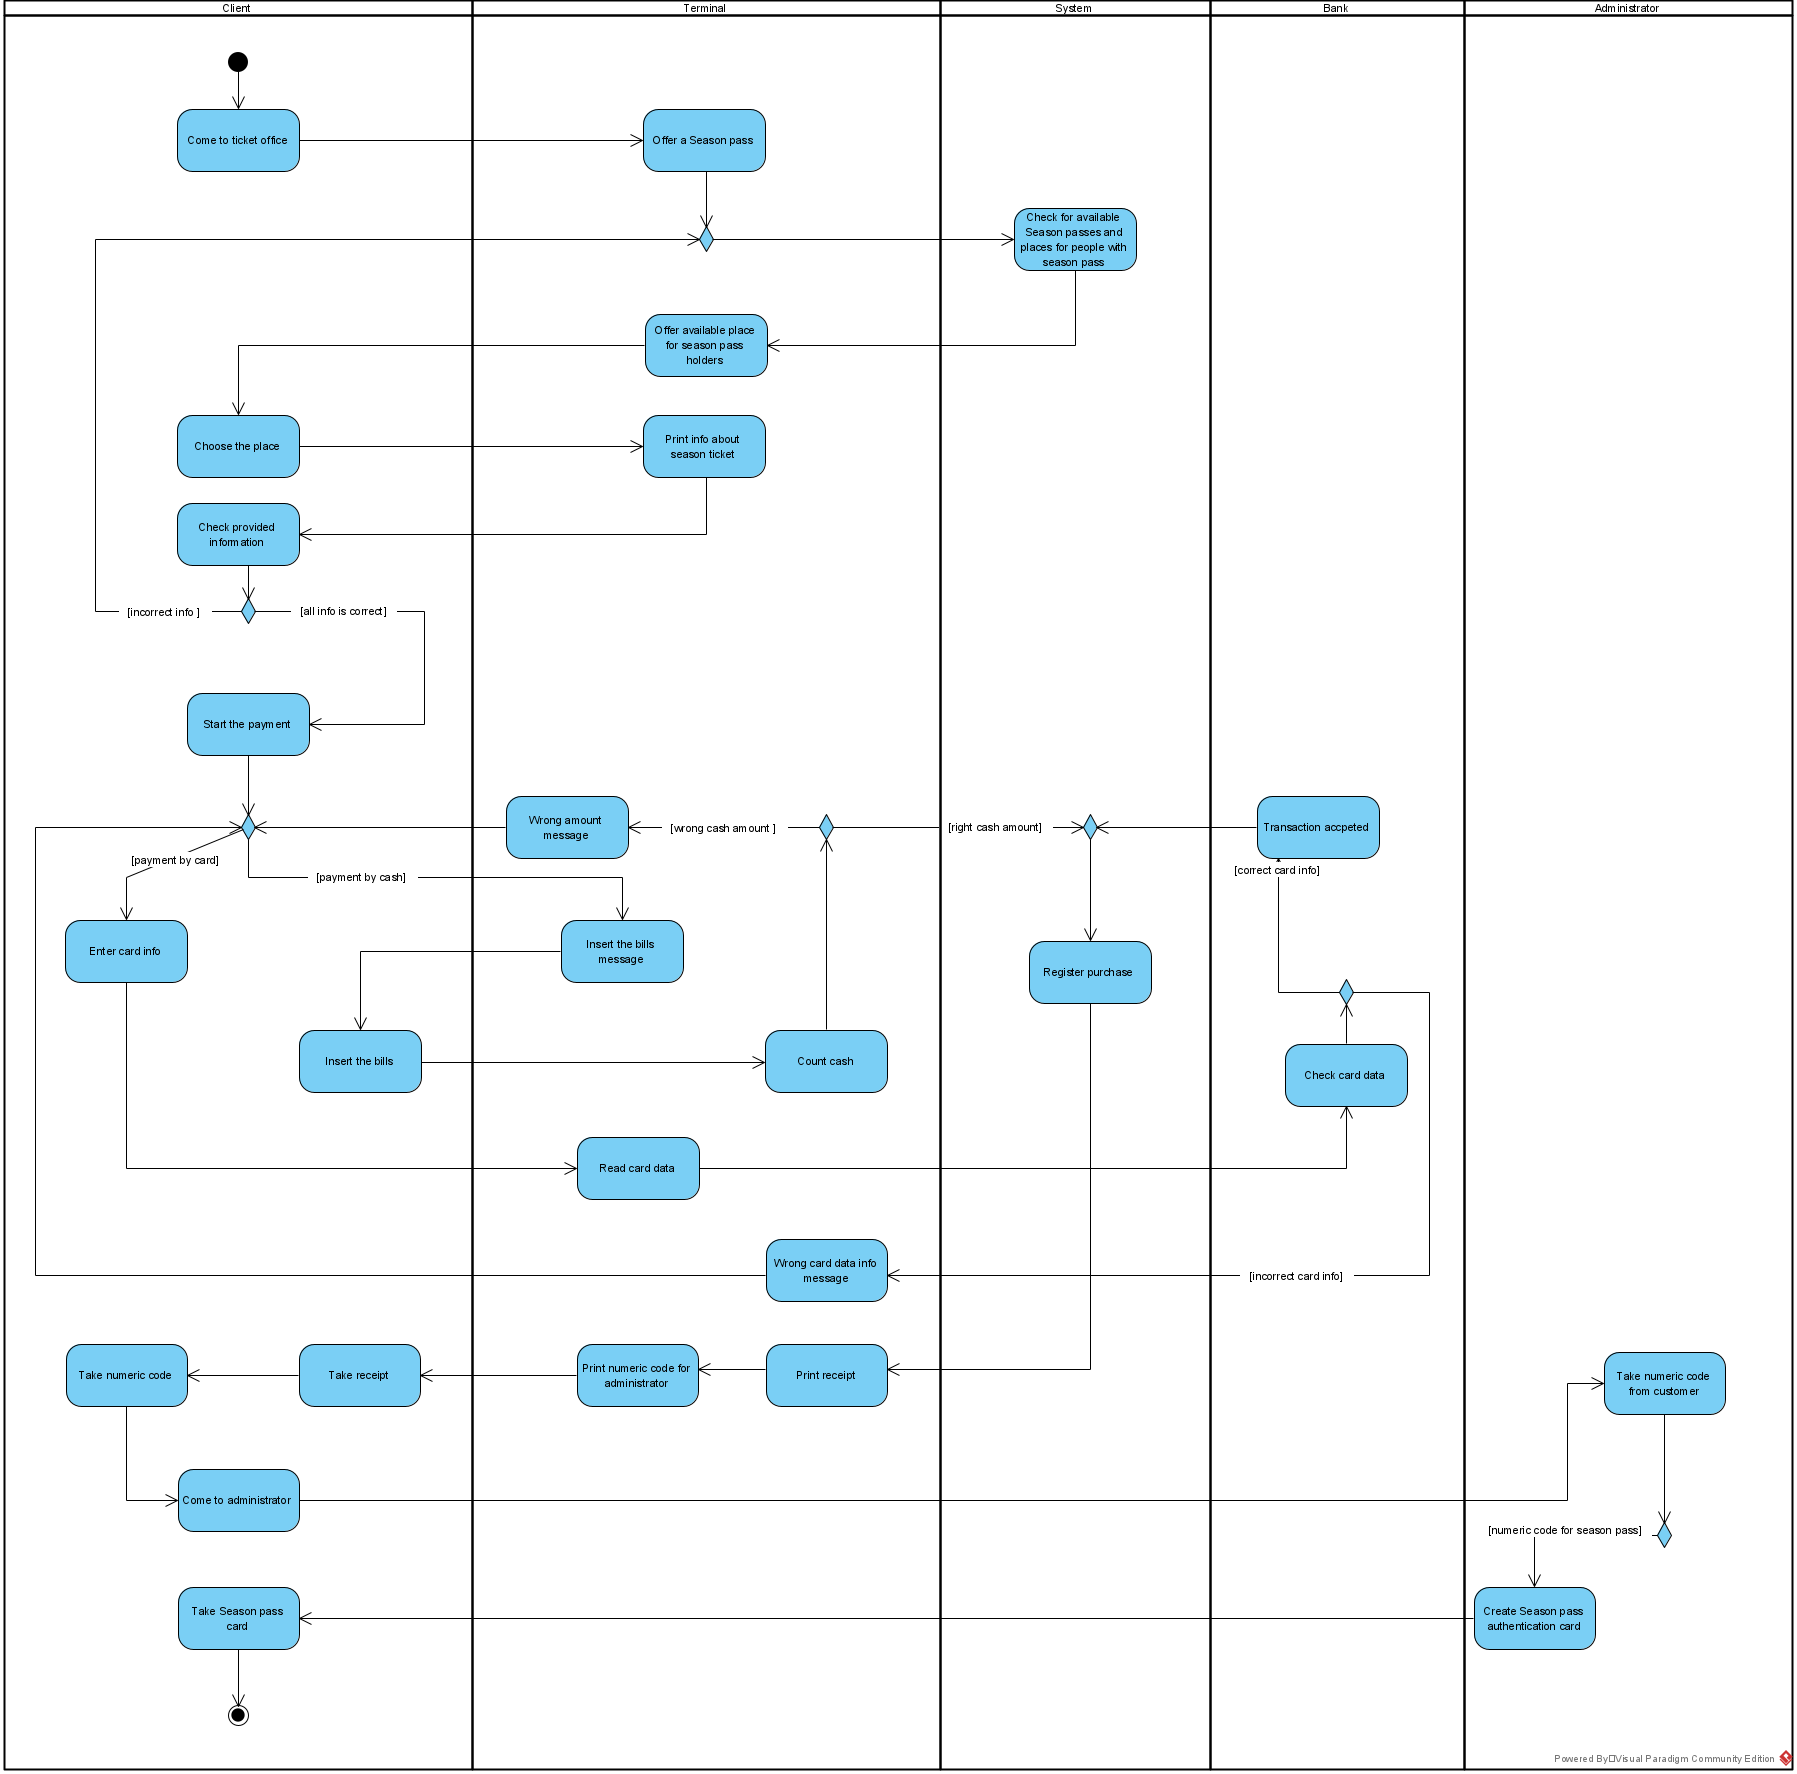 Client
Terminal
System
Bank
Administrator
Come to ticket office
Offer a Season pass
Check for available
Season passes and
places for people with
season pass
Offer available place
for season pass
holders
Choose the place
Print info about
season ticket
Check provided
information
[incorrect info ]
[all info is correct]
Start the payment
Wrong amount
message
[wrong cash amount ]
[right cash amount]
Transaction accpeted
[payment by card]
[payment by cash]
[correct card info]
Enter card info
Insert the bills
message
Register purchase
Insert the bills
Count cash
Check card data
Read card data
Wrong card data info
message
[incorrect card info]
Take numeric code
Take receipt
Print numeric code for
administrator
Print receipt
Take numeric code
from customer
Come to administrator
[numeric code for season pass]
Take Season pass
card
Create Season pass
authentication card
Powered By□Visual Paradigm Community Edition